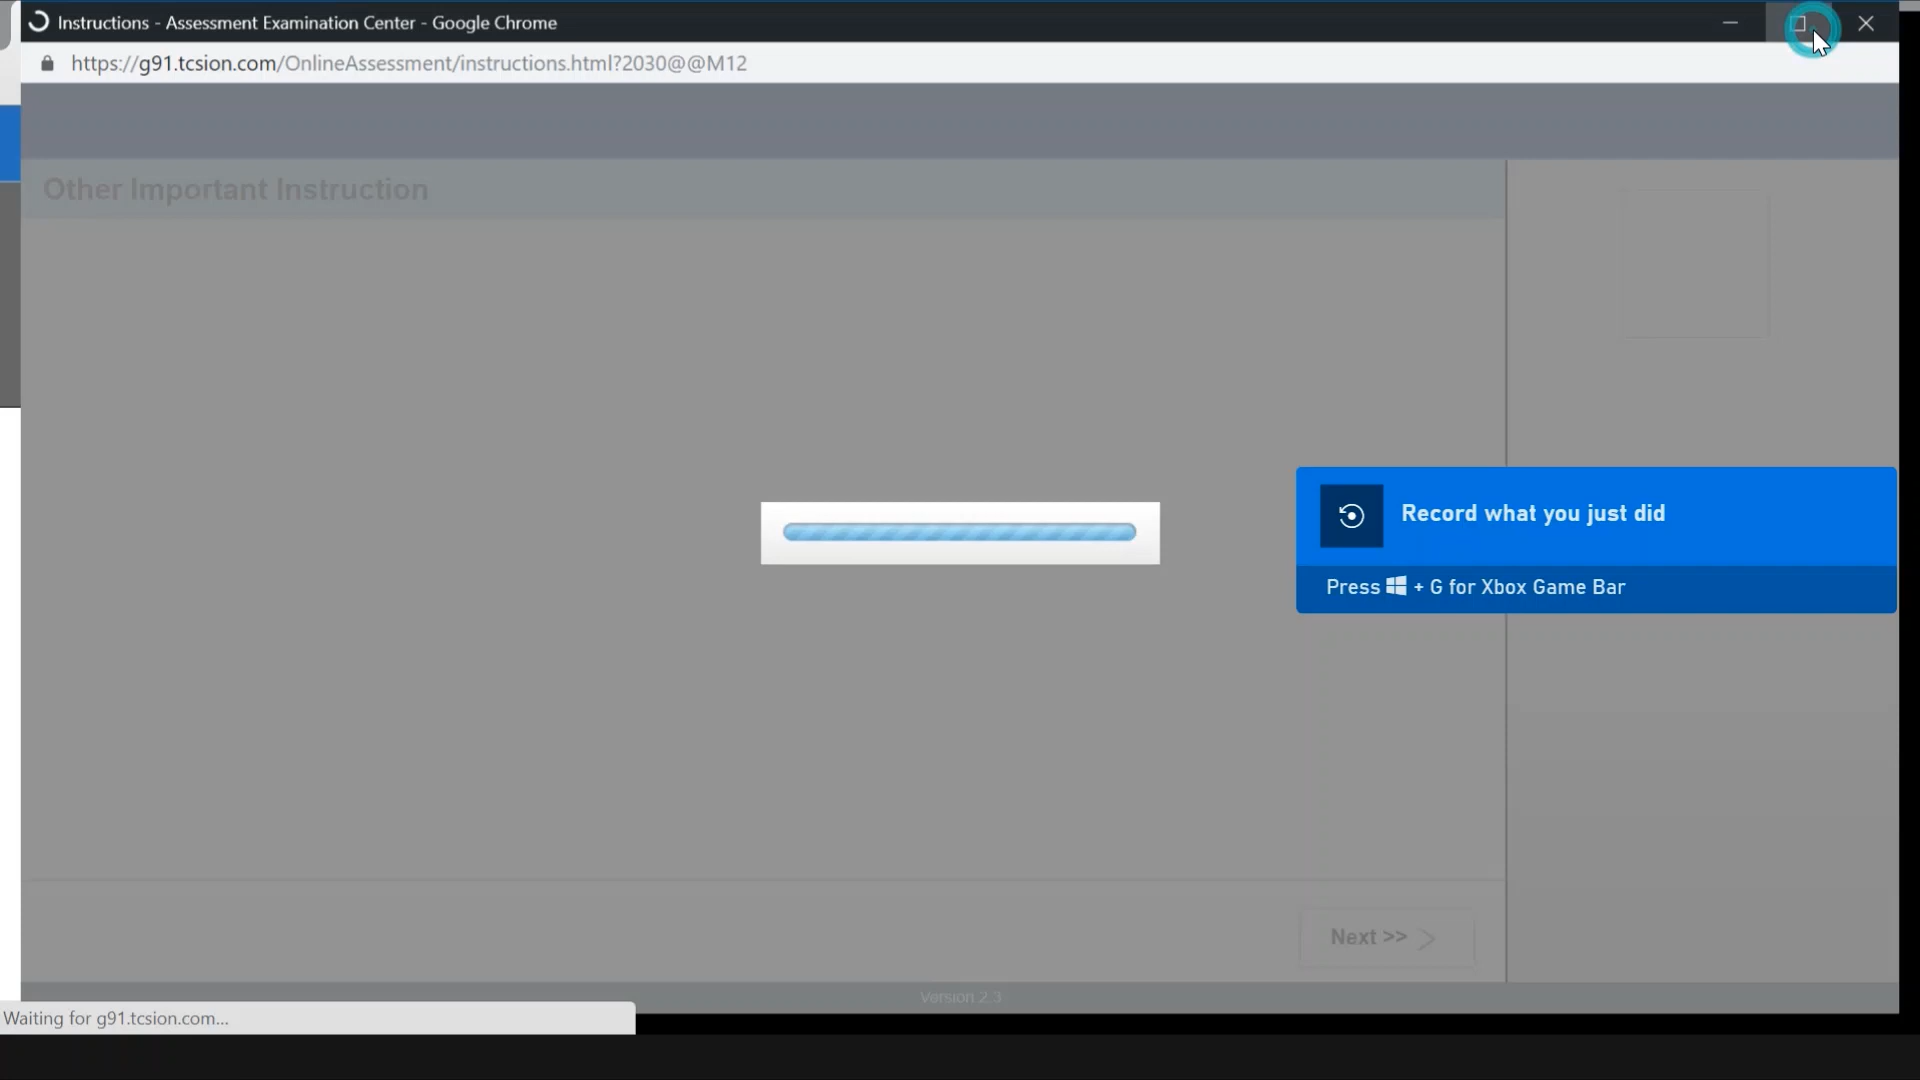 Instructions - Assessment Examination Center - Google Chrome
https://g91.tcsion.com/OnlineAssessment/instructions.html?2030@@M12
Other Important Instruction
Record what you just did
Press + G for Xbox Game Bar
Next >>
Version 2.3
Waiting for g91.tcsion.com...